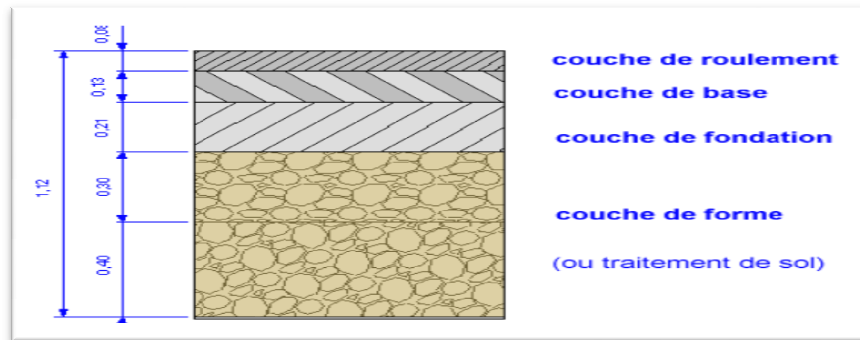 0,08
couche de roulement
0,13
couche de base
0,21
couche de fondation
1,12
0,30
couche de forme
0,40
(ou traitement de sol)